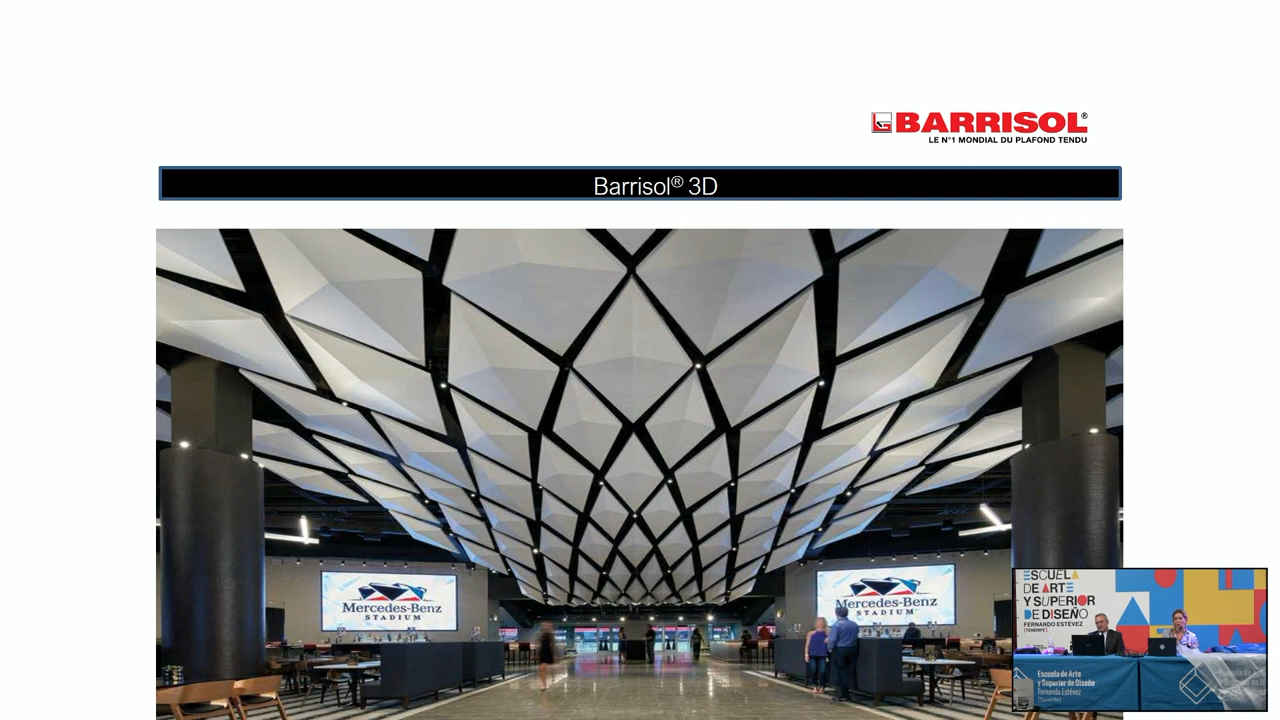 BARRISOL®
LE N°1 MONDIAL DU PLAFOND TENDU
Barrisol® 3D
Mercedes-Benz
STADIUM
Mercedes-Benz
STADIUM
ESCUELA
DE ARTE
Y SUPERIOR
DE DISEÑO
FERNANDO ESTÉVEZ
[TENERIFE]
Escuela de Arte
y Superior de Diseño
Fernando Estévez
[Tenerife]